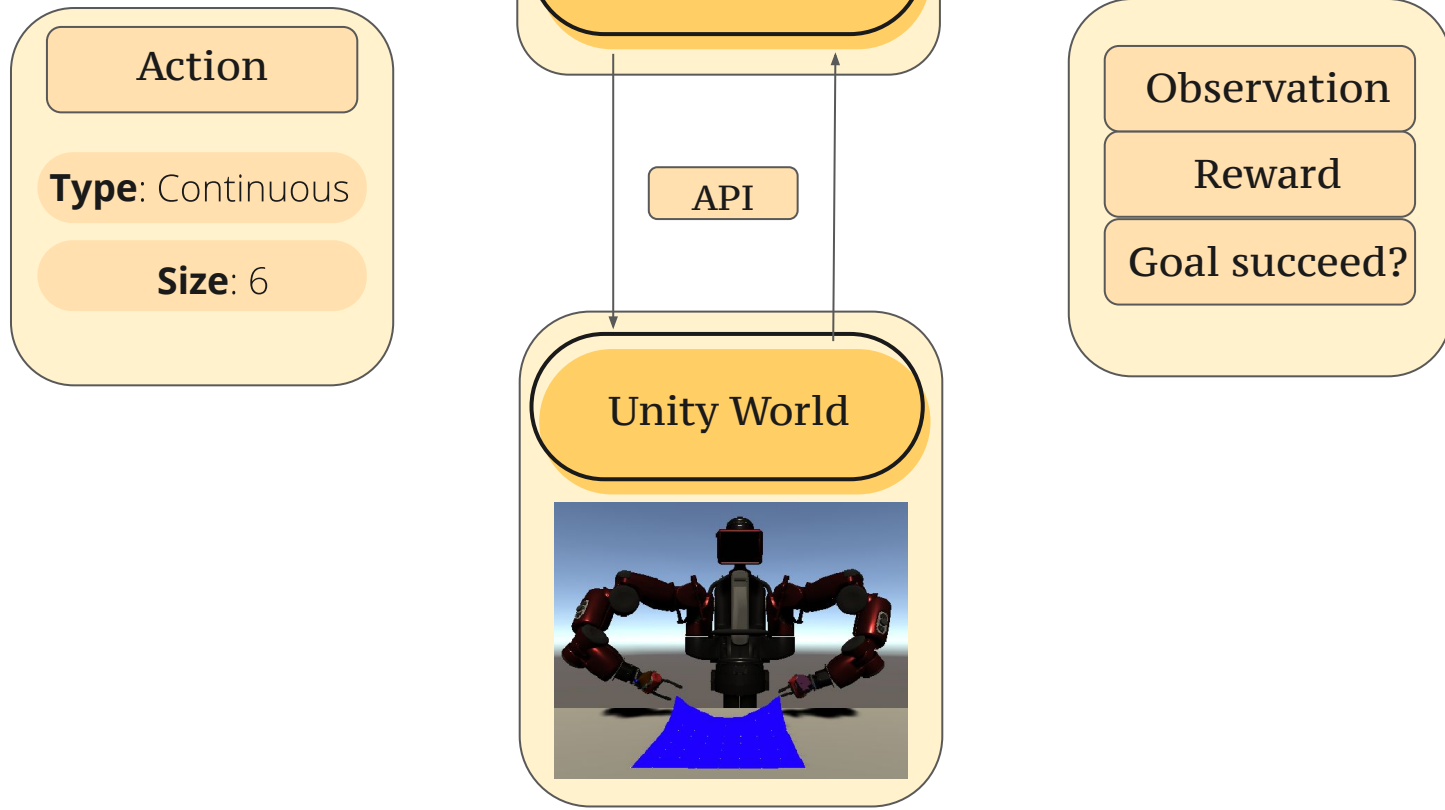 Action
Type: Continuous
Size: 6
API
Observation
Reward
Goal succeed?
Unity World